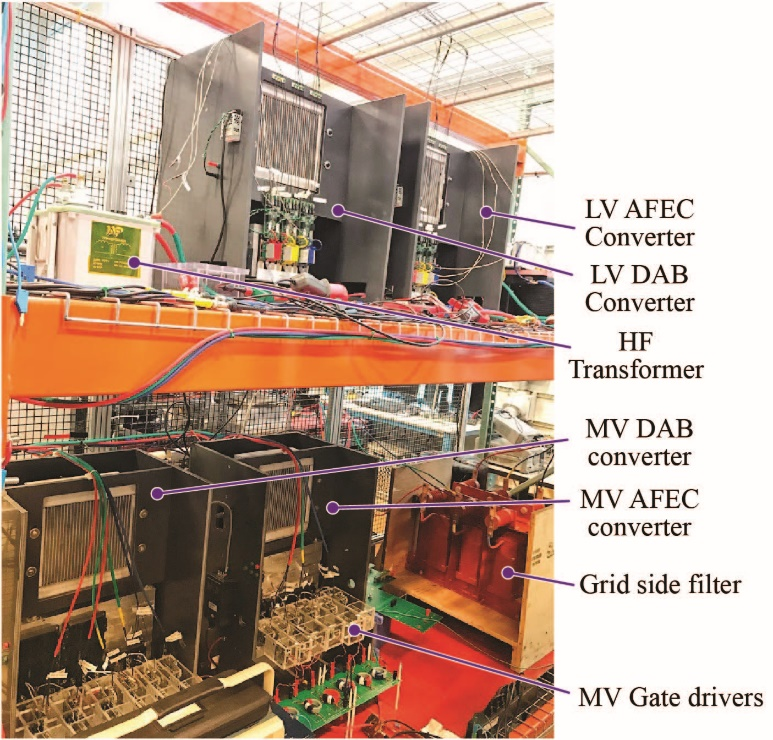 LV AFEC
Converter
LV DAB
Converter
HF
Transformer
MV DAB
converter
MV AFEC
converter
Grid side filter
MV Gate drivers